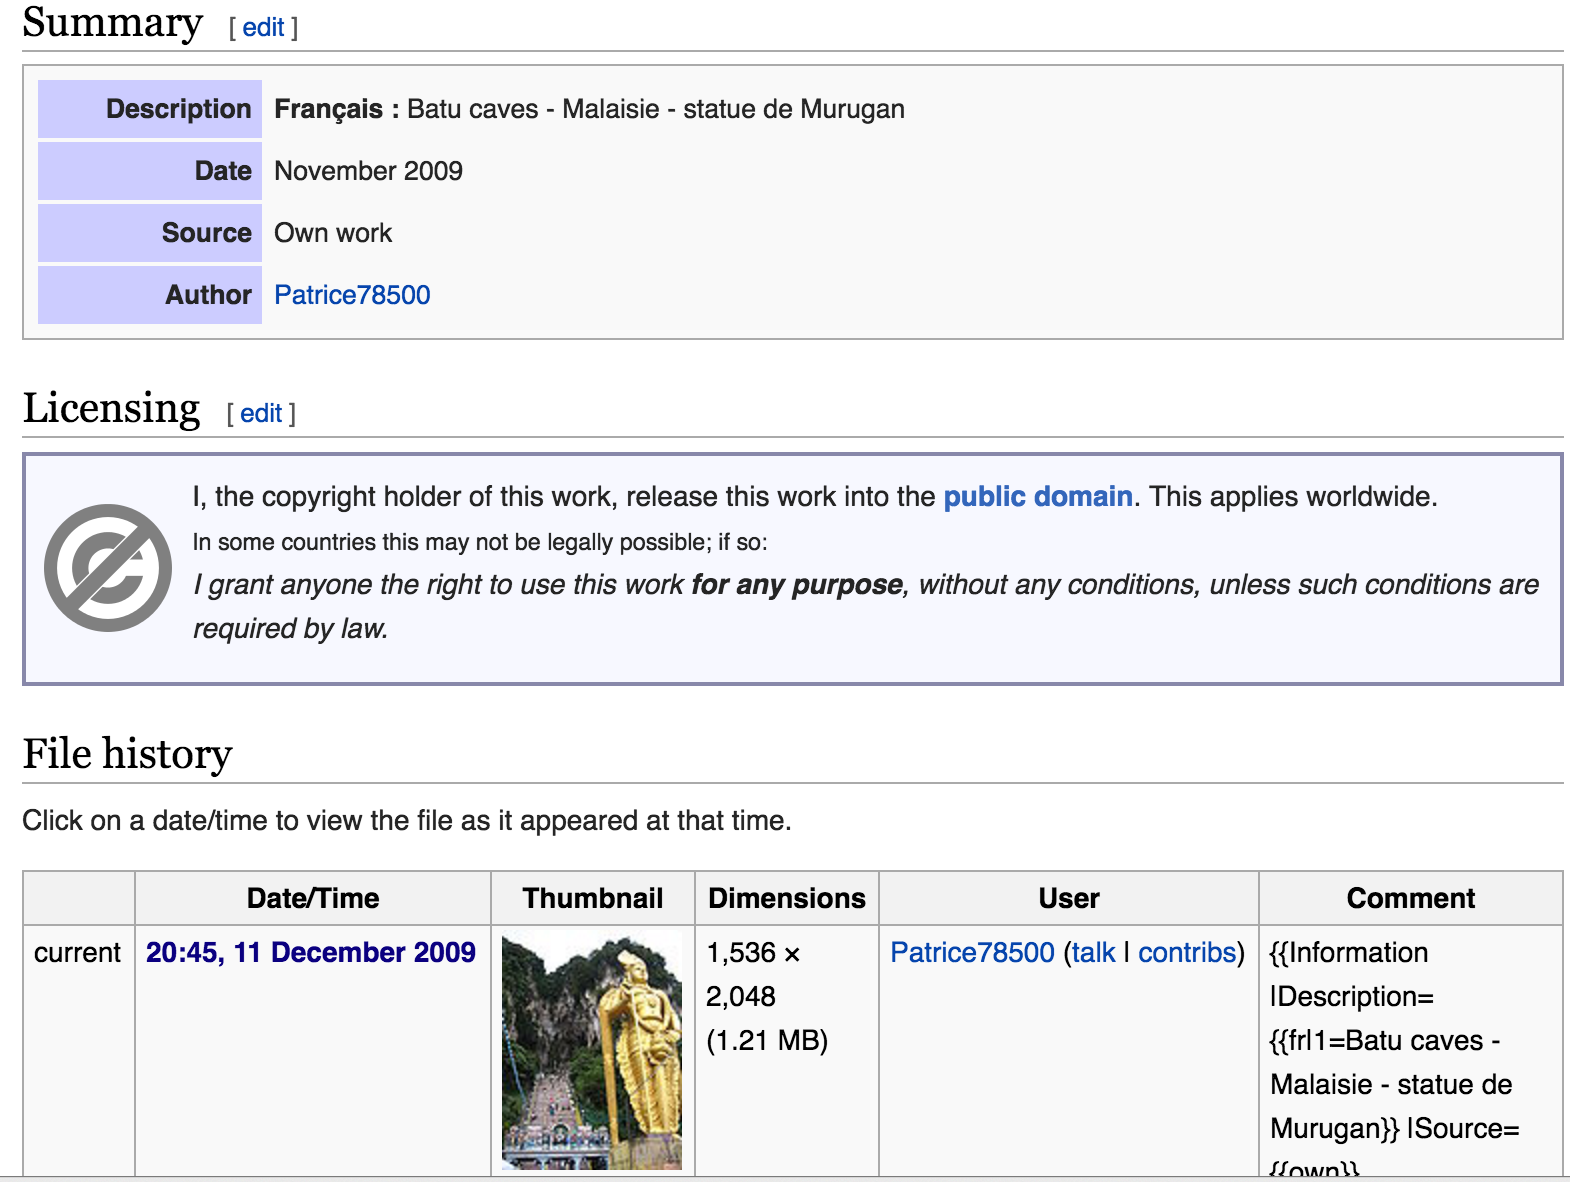 Summary [ edit ]
Description Français : Batu caves - Malaisie - statue de Murugan
Date November 2009
Source Own work
Author Patrice78500
Licensing [ edit ]
I, the copyright holder of this work, release this work into the public domain. This applies worldwide.
In some countries this may not be legally possible; if so:
I grant anyone the right to use this work for any purpose, without any conditions, unless such conditions are
required by law.
File history
Click on a date/time to view the file as it appeared at that time.
Date/Time Thumbnail Dimensions User Comment
current 20:45, 11 December 2009 1,536 × Patrice78500 (talk | contribs) {{Information
2,048 |Description=
(1.21 MB) {{fr|1=Batu caves -
Malaisie - statue de
Murugan}} |Source=
{{own}}